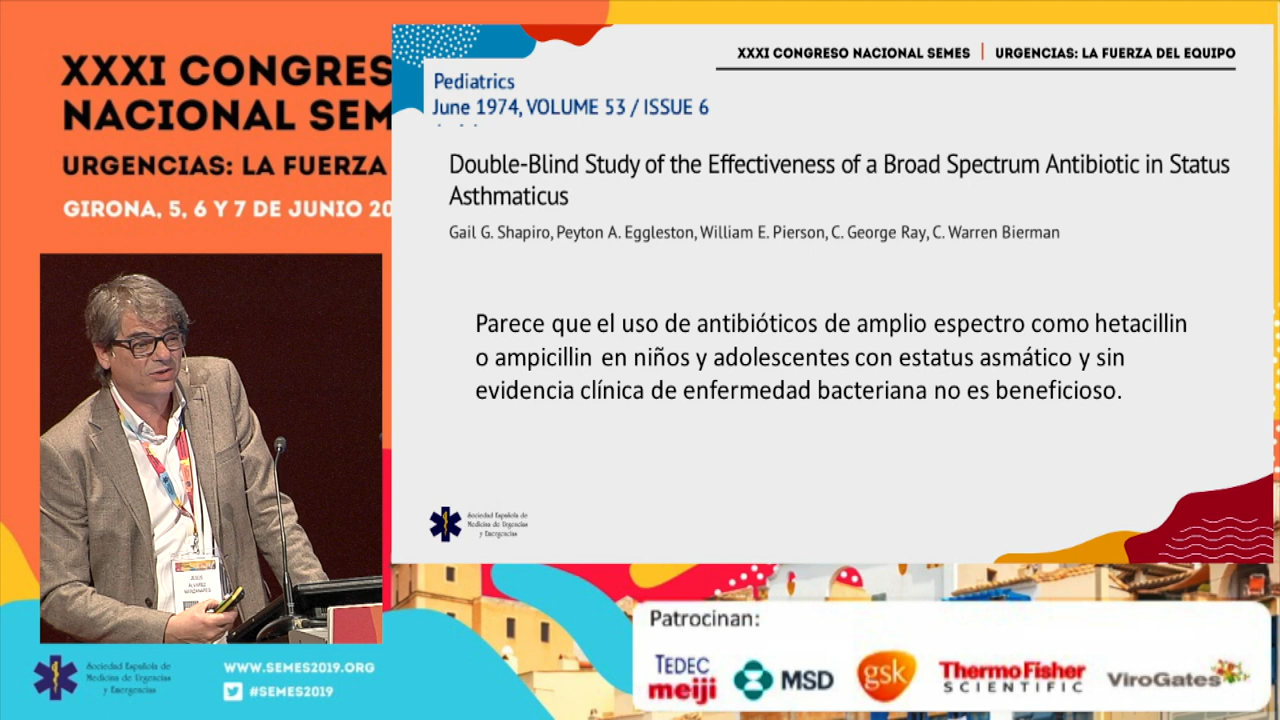 XXXI CONGRES
NACIONAL SEM
URGENCIAS: LA FUERZA
GIRONA, 5, 6 Y 7 DE JUNIO 20
XXXI CONGRESO NACIONAL SEMES | URGENCIAS: LA FUERZA DEL EQUIPO
Pediatrics
June 1974, VOLUME 53 / ISSUE 6
Double-Blind Study of the Effectiveness of a Broad Spectrum Antibiotic in Status
Asthmaticus
Gail G. Shapiro, Peyton A. Eggleston, William E. Pierson, C. George Ray, C. Warren Bierman
Parece que el uso de antibióticos de amplio espectro como hetacillin
o ampicillin en niños y adolescentes con estatus asmático y sin
evidencia clínica de enfermedad bacteriana no es beneficioso.
Sociedad Española de
Medicina de Urgencias
y Emergencias
JESUS
ALVAREZ
MANZANARES
Sociedad Española de
Medicina de Urgencias
y Emergencias
WWW.SEMES2019.ORG
#SEMES2019
Patrocinan:
TEDEC
meiji
MSD
gsk
ThermoFisher
SCIENTIFIC
ViroGates